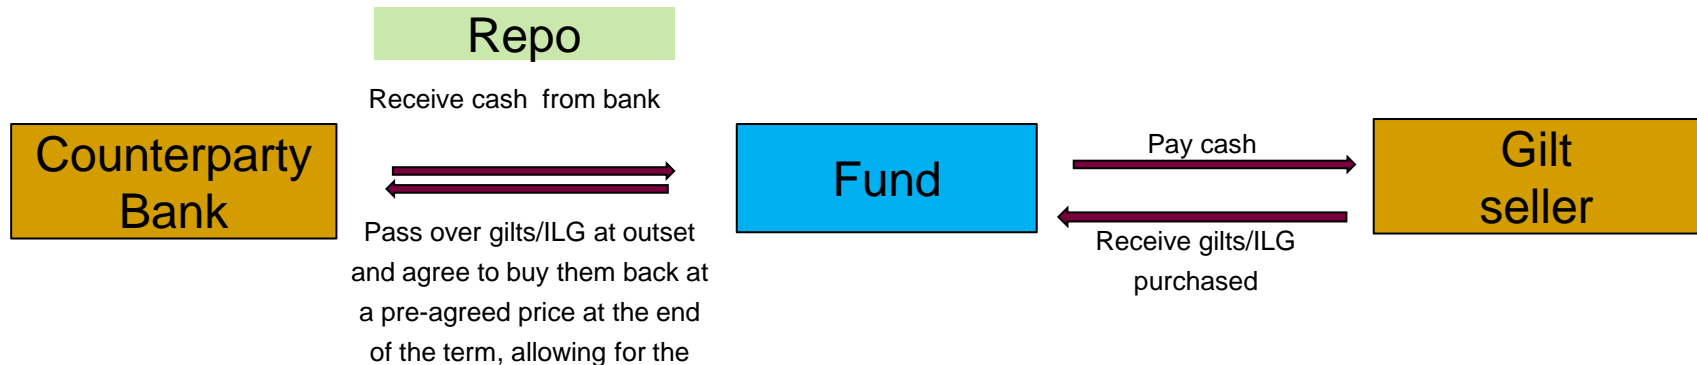 Repo
Receive cash  from bank
Counterparty
Bank
Pass over gilts/ILG at outset
and agree to buy them back at
a pre-agreed price at the end
of the term, allowing for the
Fund
Pay cash
Receive gilts/ILG
purchased
Gilt
seller